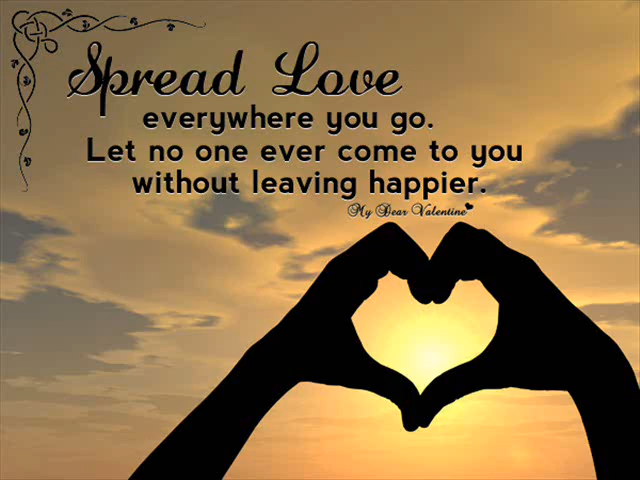 Spread Love
everywhere you go.
Let no one ever come to you
without leaving happier.
My Dear Valentine